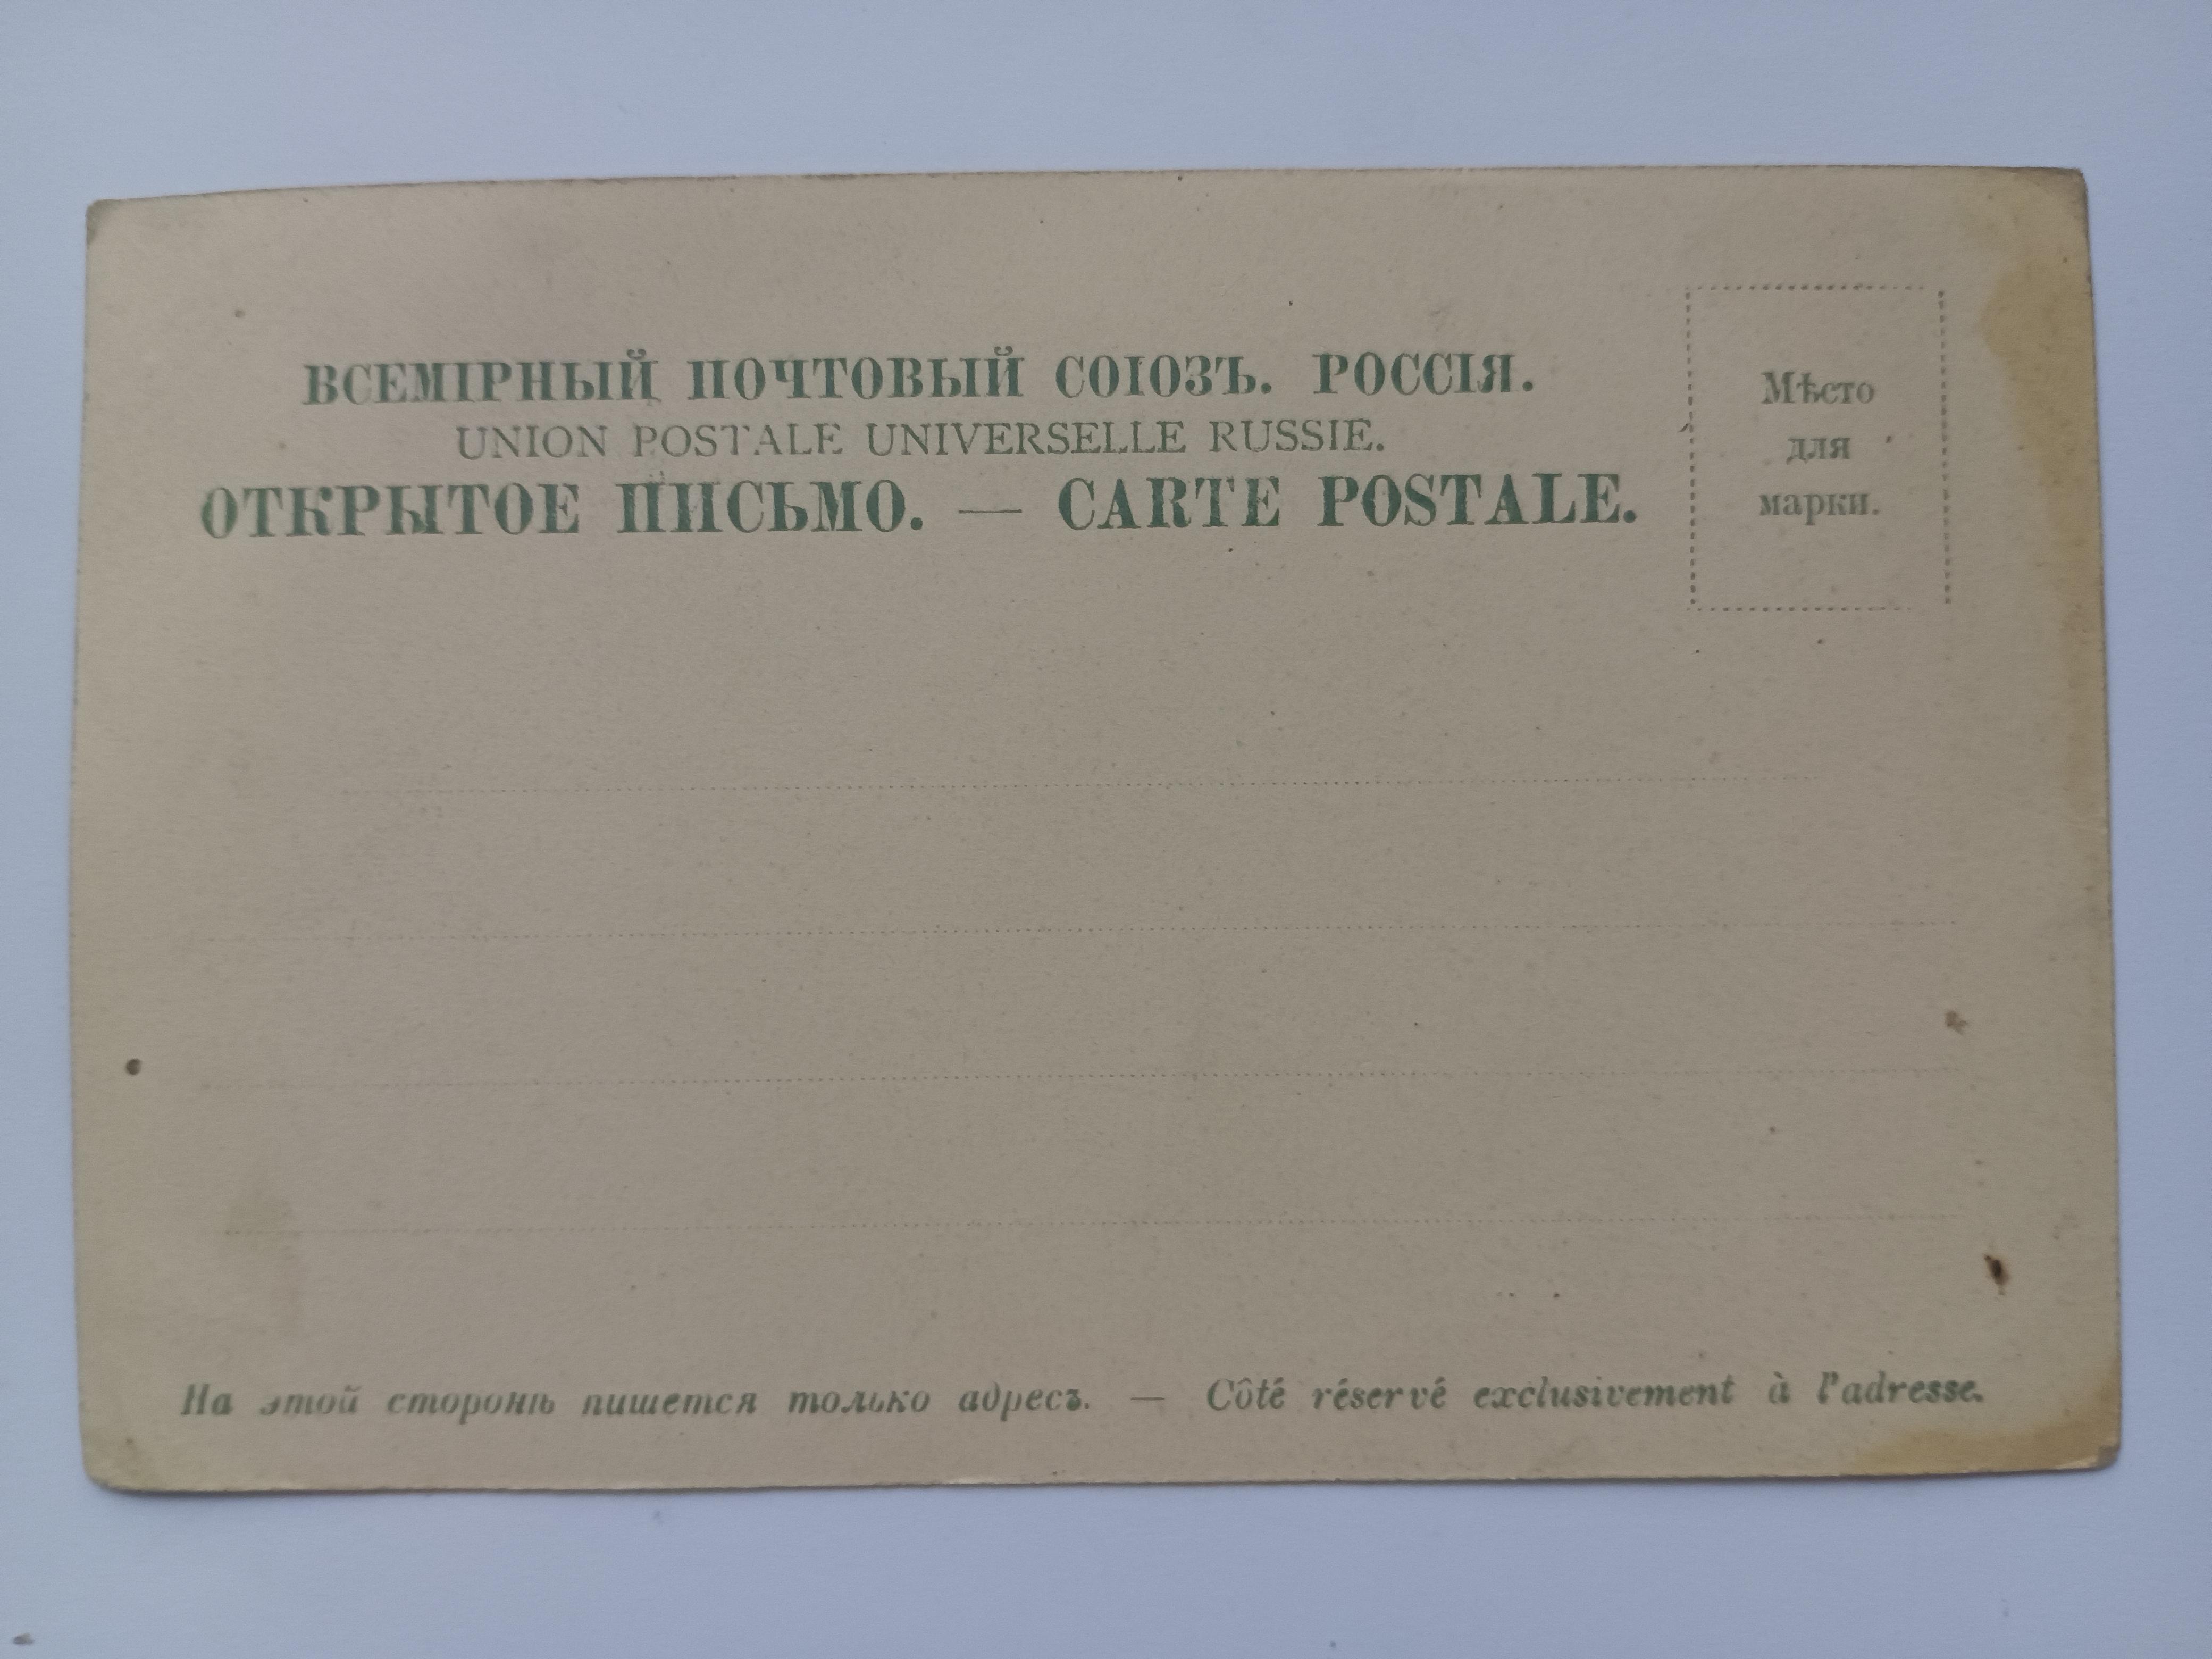 ВСЕМІРНЫЙ ПОЧТОВЫЙ СОЮЗЪ. РОССІЯ.
UNION POSTALE UNIVERSELLE RUSSIE.
ОТКРЫТОЕ ПИСЬМО. — CARTE POSTALE.
Мѣсто
для
марки.
На этой сторонѣ пишется только адресъ. — Côté réservé exclusivement à l'adresse.